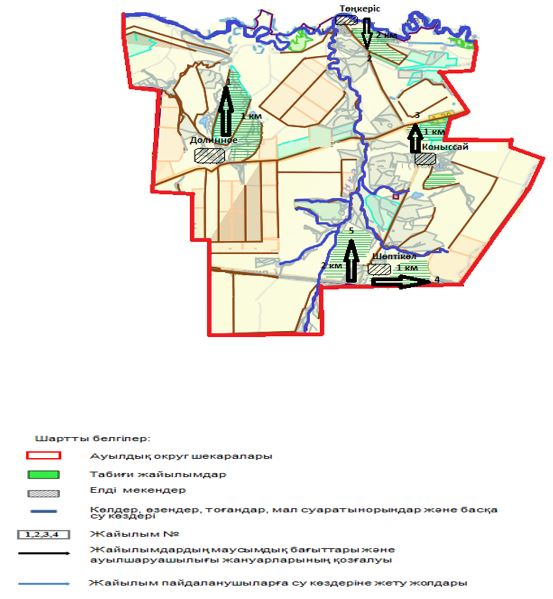 Төңкеріс
2 км
2
1
1 км
Долинное
3
1 км
Коныссай
5
Шөптікөл
2 км
1 км
4
Шартты белгілер:
Ауылдық округ шекаралары
Табиғи жайылымдар
Елді мекендер
Көлдер, өзендер, тоғандар, мал суаратынорындар және басқа
су көздері
1,2,3,4 Жайылым №
Жайылымдардың маусымдық бағыттары және
ауылшаруашылығы жануарларының қозғалуы
Жайылым пайдаланушыларға су көздеріне жету жолдары